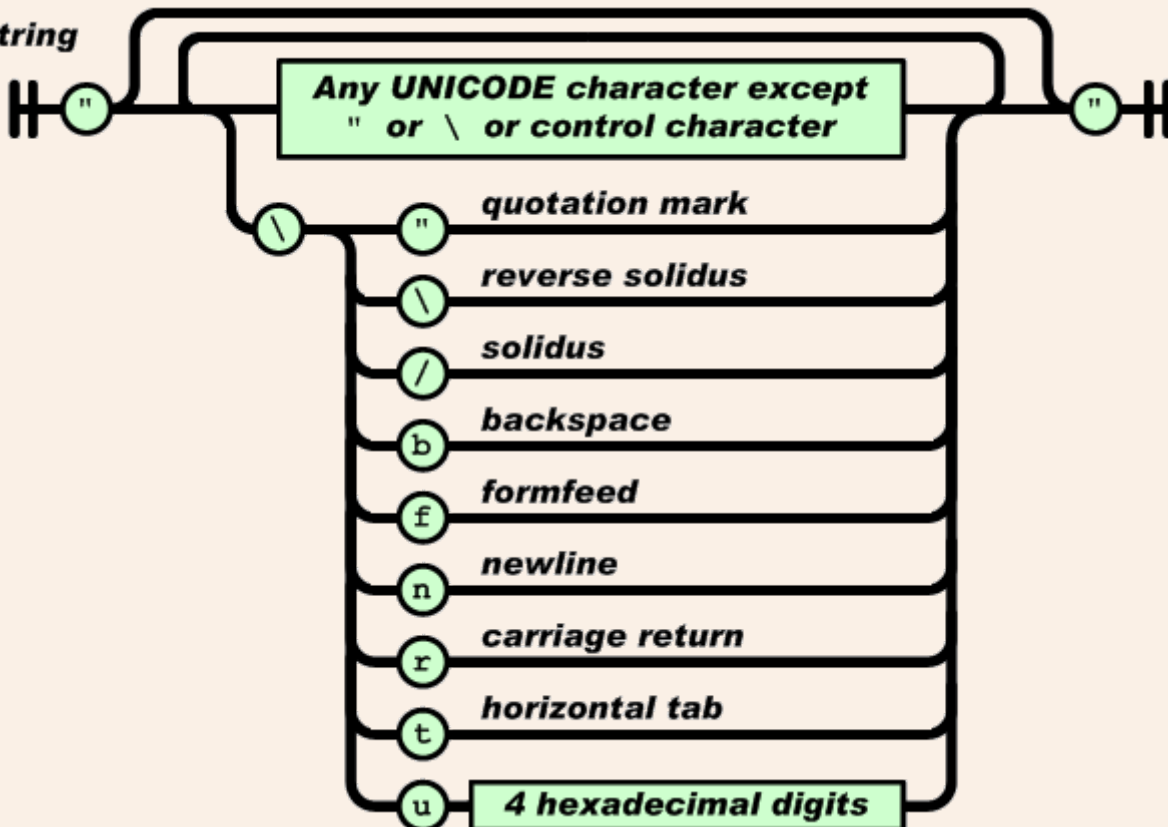 tring
" Any UNICODE character except "
" or \ or control character
\ " quotation mark
\ reverse solidus
/ solidus
b backspace
f formfeed
n newline
r carriage return
t horizontal tab
u 4 hexadecimal digits